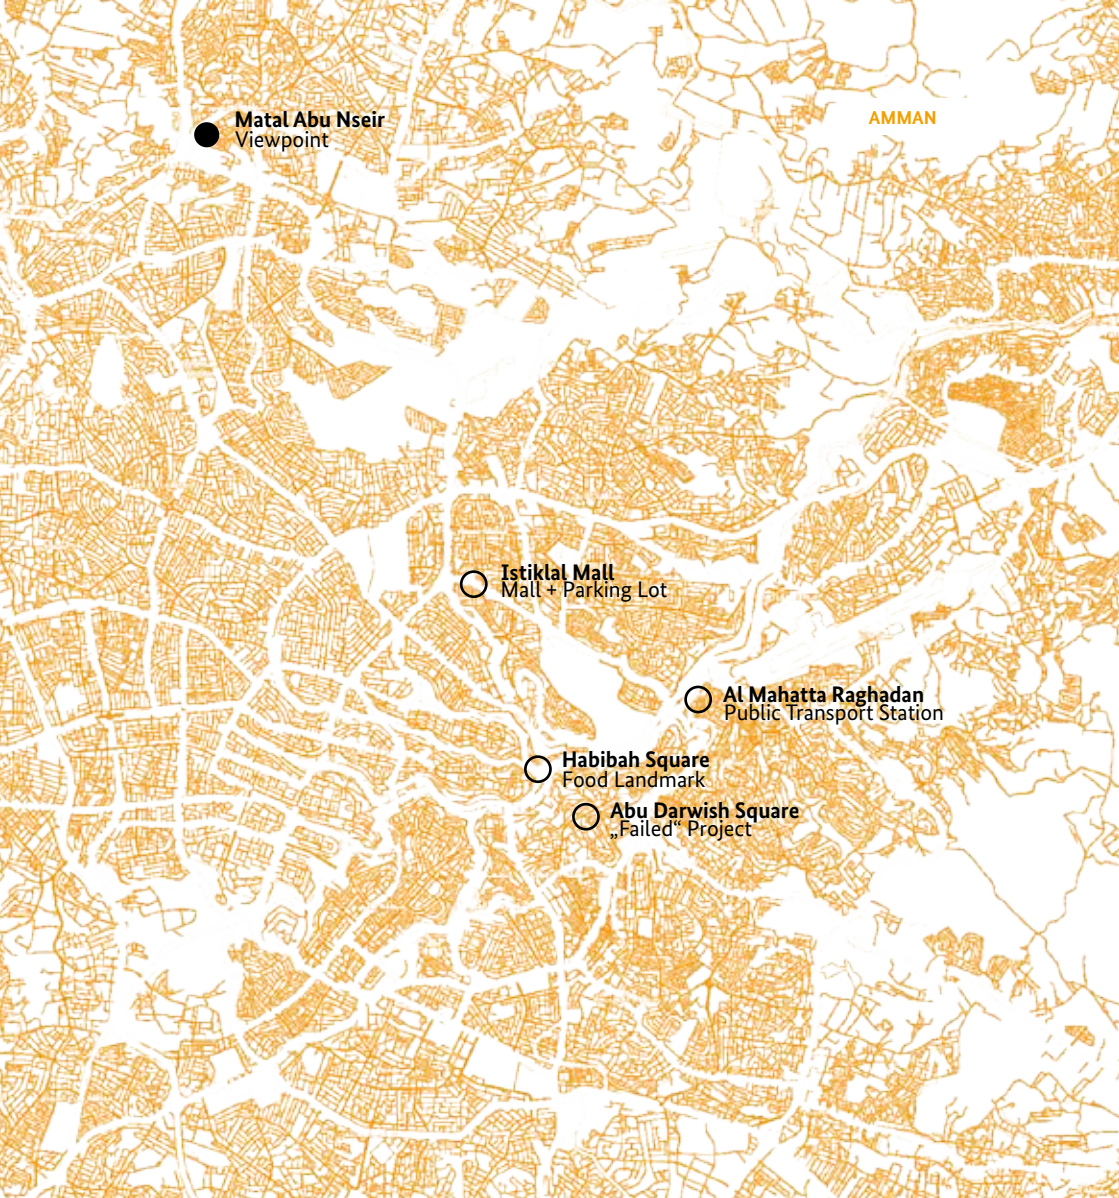 Matal Abu Nseir
Viewpoint
AMMAN
Istiklal Mall
Mall + Parking Lot
Al Mahatta Raghadan
Public Transport Station
Habibah Square
Food Landmark
Abu Darwish Square
„Failed“ Project